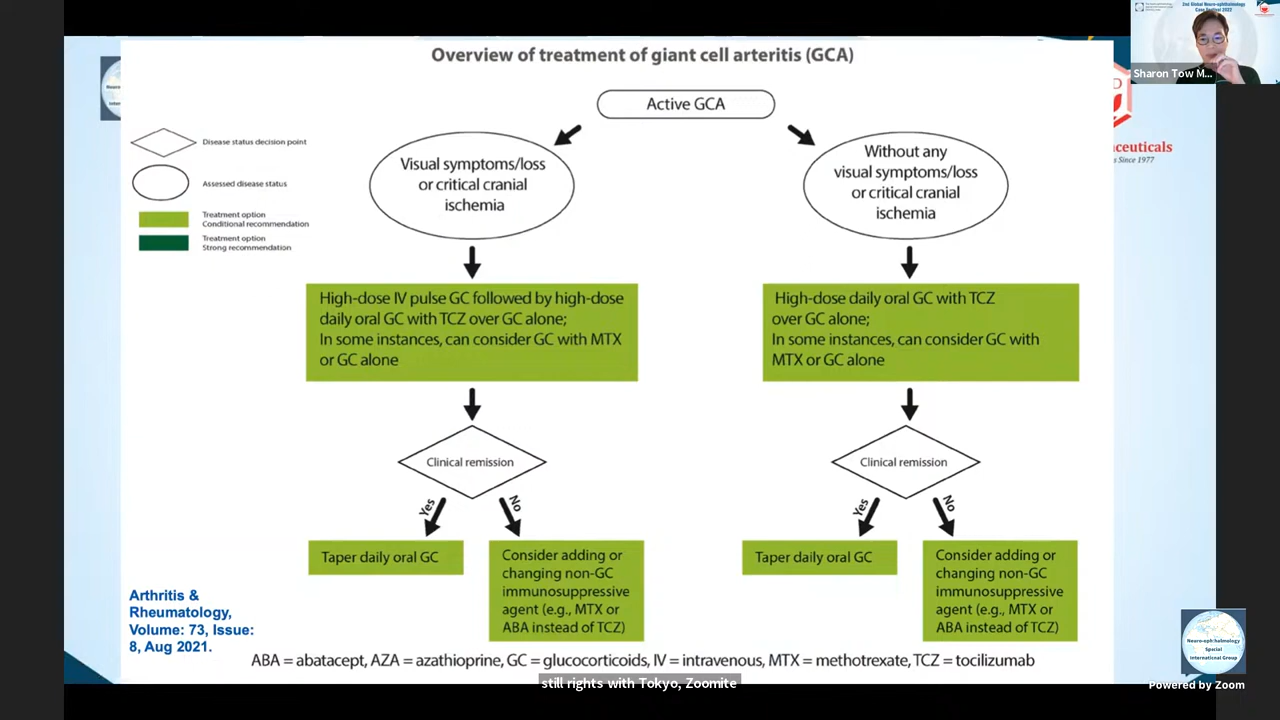 Overview of treatment of giant cell arteritis (GCA)
Active GCA
Disease status decision point
Assessed disease status
Treatment option
Conditional recommendation
Treatment option
Strong recommendation
Visual symptoms/loss
or critical cranial
ischemia
Without any
visual symptoms/loss
or critical cranial
ischemia
High-dose IV pulse GC followed by high-dose
daily oral GC with TCZ over GC alone;
In some instances, can consider GC with MTX
or GC alone
High-dose daily oral GC with TCZ
over GC alone;
In some instances, can consider GC with
MTX or GC alone
Clinical remission
Clinical remission
Yes
No
Yes
No
Taper daily oral GC
Consider adding or
changing non-GC
immunosuppressive
agent (e.g., MTX or
ABA instead of TCZ)
Taper daily oral GC
Consider adding or
changing non-GC
immunosuppressive
agent (e.g., MTX or
ABA instead of TCZ)
Arthritis &
Rheumatology,
Volume: 73, Issue:
8, Aug 2021.
ABA = abatacept, AZA = azathioprine, GC = glucocorticoids, IV = intravenous, MTX = methotrexate, TCZ = tocilizumab
still rights with Tokyo, Zoomite
2nd Global Neuro-ophthalmology
Case Festival 2022
Sharon Tow M...
ceuticals
s Since 1977
Neuro-ophthalmology
Special
International Group
Powered by Zoom